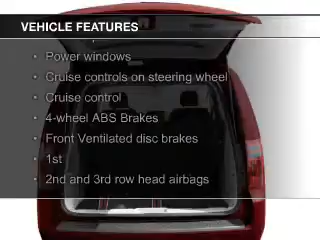 VEHICLE FEATURES
• Power windows
• Cruise controls on steering wheel
• Cruise control
• 4-wheel ABS Brakes
• Front Ventilated disc brakes
• 1st
• 2nd and 3rd row head airbags